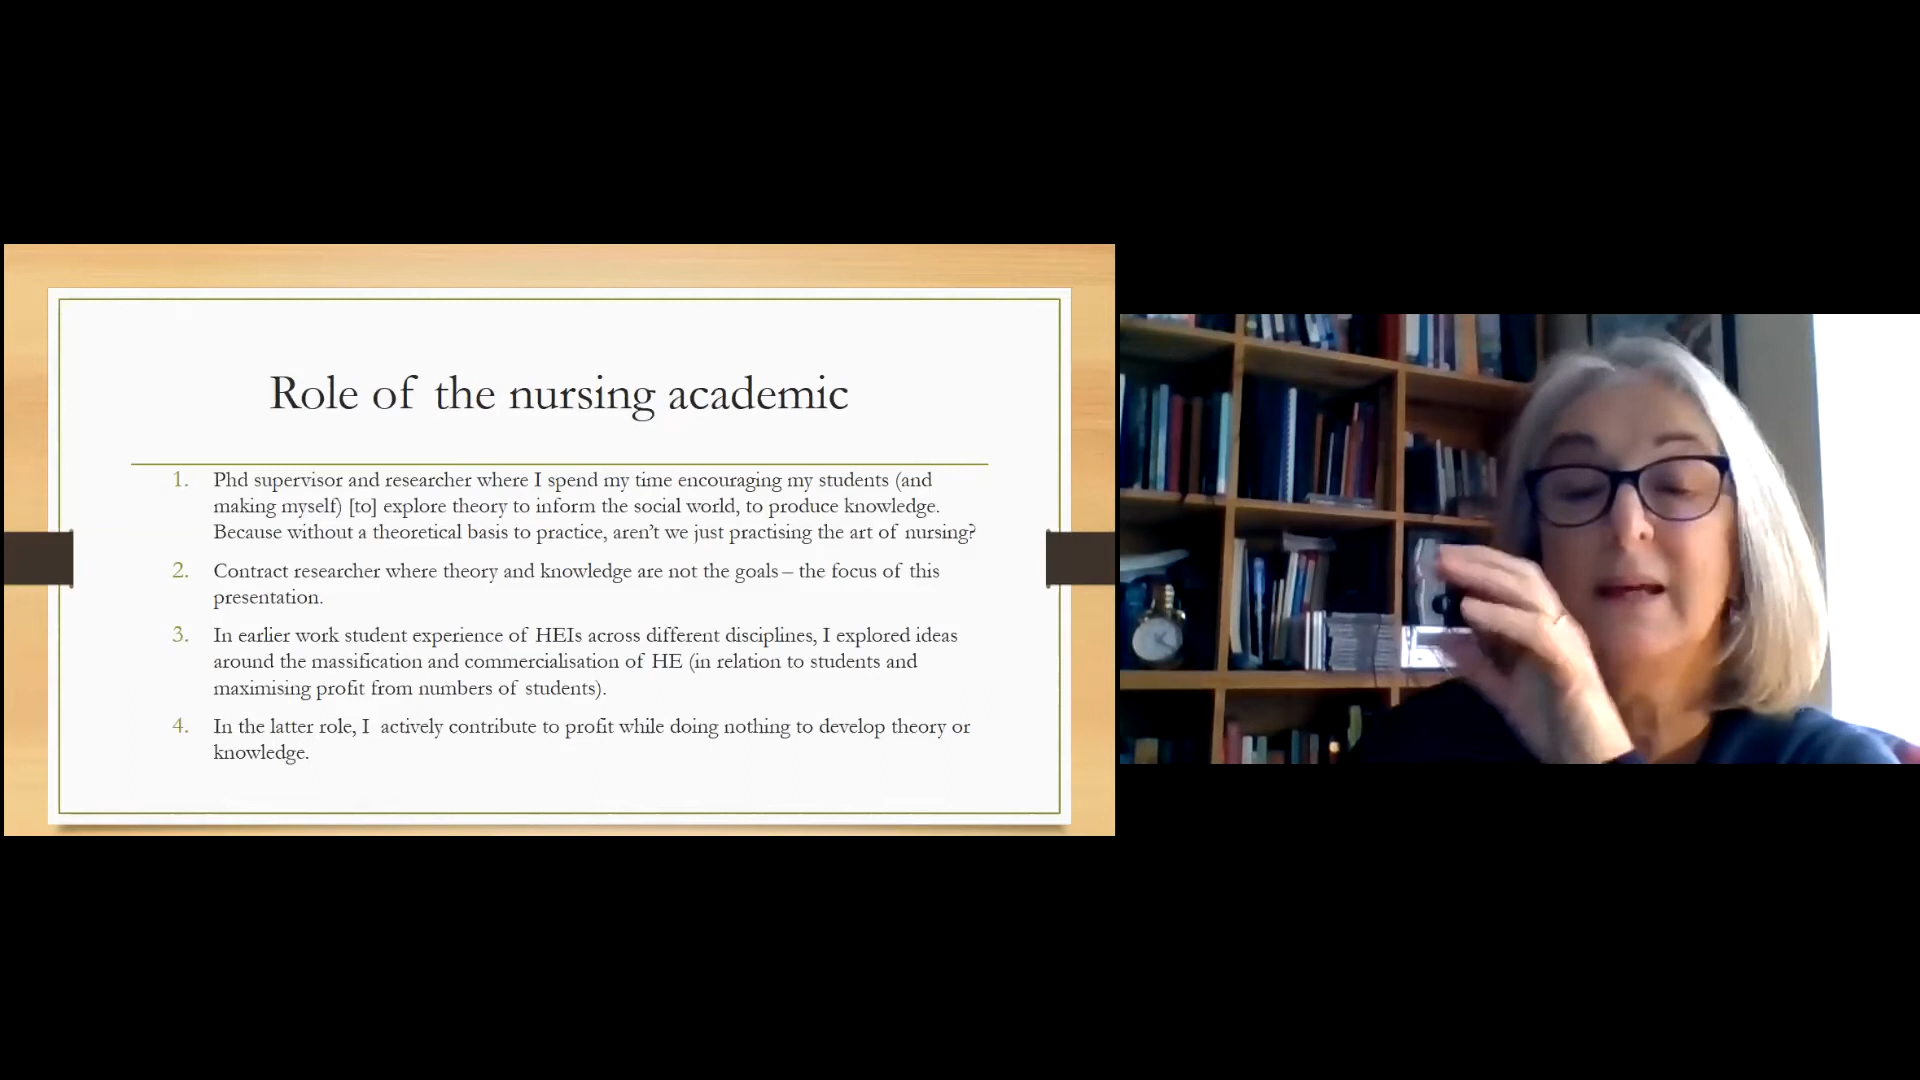 Role of the nursing academic
1. Phd supervisor and researcher where I spend my time encouraging my students (and
making myself) [to] explore theory to inform the social world, to produce knowledge.
Because without a theoretical basis to practice, aren’t we just practising the art of nursing?
2. Contract researcher where theory and knowledge are not the goals – the focus of this
presentation.
3. In earlier work student experience of HEIs across different disciplines, I explored ideas
around the massification and commercialisation of HE (in relation to students and
maximising profit from numbers of students).
4. In the latter role, I actively contribute to profit while doing nothing to develop theory or
knowledge.